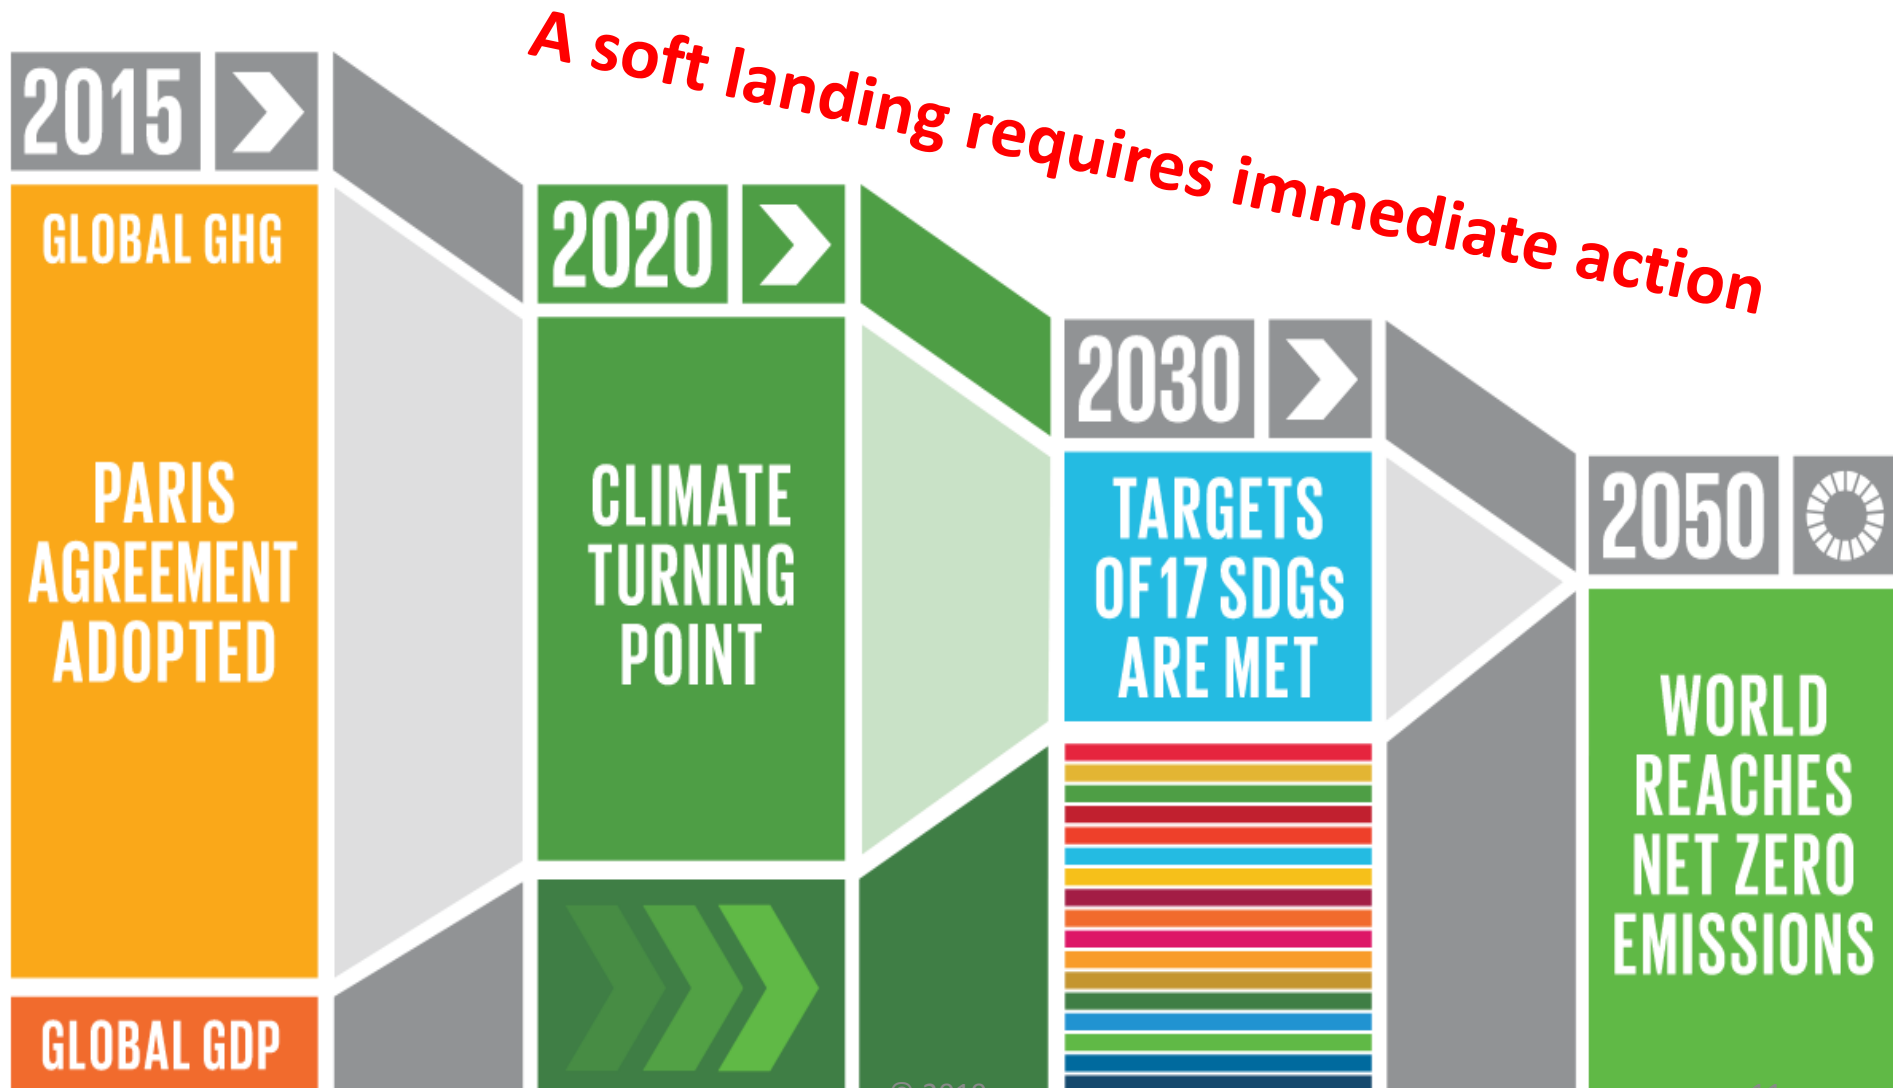 A soft landing requires immediate action
2015
GLOBAL GHG
PARIS
AGREEMENT
ADOPTED
GLOBAL GDP
2020
CLIMATE
TURNING
POINT
2030
TARGETS
OF 17 SDGs
ARE MET
2050
WORLD
REACHES
NET ZERO
EMISSIONS